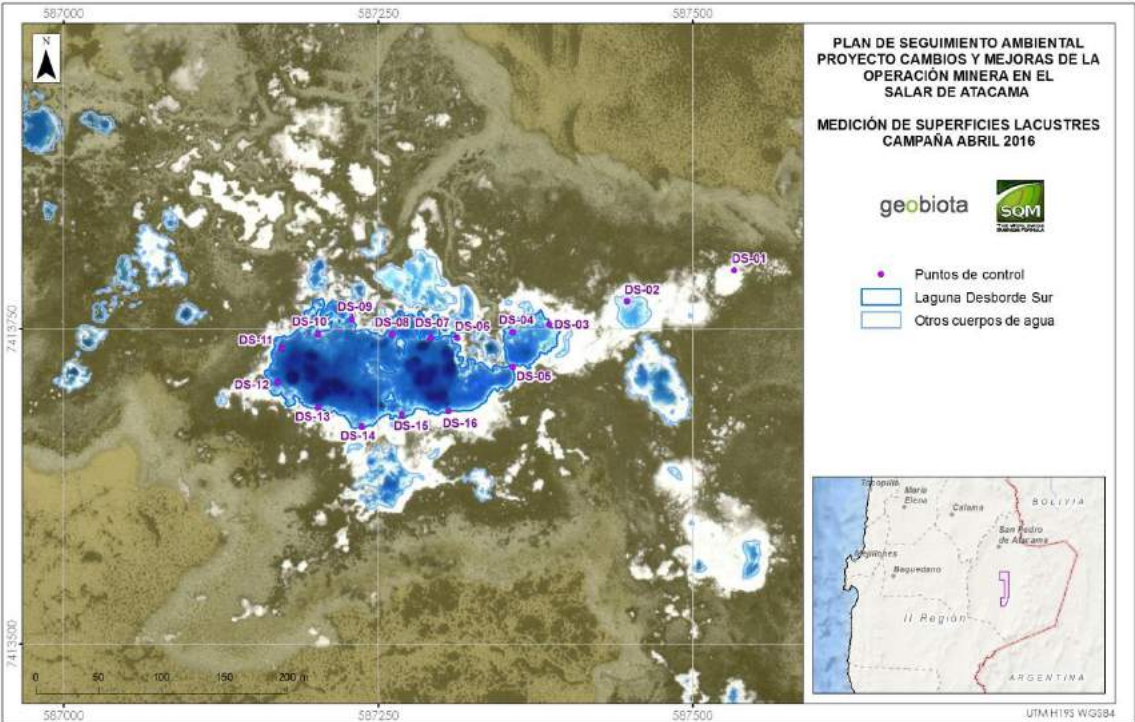 587000
587250
587500
N
DS-01
DS-02
DS-03
DS-04
DS-05
DS-06
DS-07
DS-08
DS-09
DS-10
DS-11
DS-12
DS-13
DS-14
DS-15
DS-16
7413750
7413500
0 50 100 150 200 m
587000
587250
587500
PLAN DE SEGUIMIENTO AMBIENTAL
PROYECTO CAMBIOS Y MEJORAS DE LA
OPERACIÓN MINERA EN EL
SALAR DE ATACAMA
MEDICIÓN DE SUPERFICIES LACUSTRES
CAMPAÑA ABRIL 2016
geobiota
SQM
Puntos de control
Laguna Desborde Sur
Otros cuerpos de agua
Tocopilla
María
Elena
Calama
BOLIVIA
San Pedro
de Atacama
Mejillones
Baquedano
II Región
ARGENTINA
UTM H19S WGS84